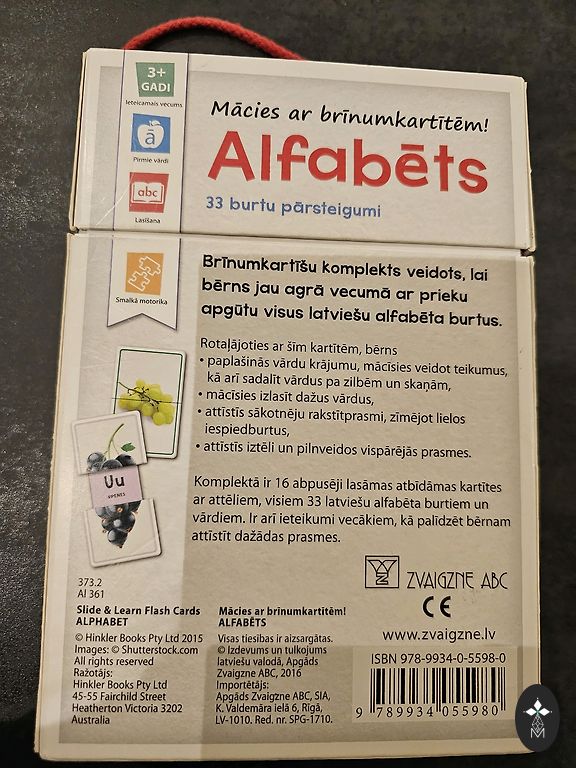 3+
GADI
Ieteicamais vecums
ā
Pirmie vārdi
abc
Lasīšana
Smalkā motorika
Mācies ar brīnumkartītēm!
Alfabēts
33 burtu pārsteigumi
Brīnumkartīšu komplekts veidots, lai
bērns jau agrā vecumā ar prieku
apgūtu visus latviešu alfabēta burtus.
Rotaļājoties ar šīm kartītēm, bērns
• paplašinās vārdu krājumu, mācīsies veidot teikumus,
kā arī sadalīt vārdus pa zilbēm un skaņām,
• mācīsies izlasīt dažus vārdus,
• attīstīs sākotnēju rakstītprasmi, zīmējot lielos
iespiedburtus,
• attīstīs iztēli un pilnveidos vispārējās prasmes.
Uu
UPENES
Komplektā ir 16 abpusēji lasāmas atbīdāmas kartītes
ar attēliem, visiem 33 latviešu alfabēta burtiem un
vārdiem. Ir arī ieteikumi vecākiem, kā palīdzēt bērnam
attīstīt dažādas prasmes.
ZVAIGZNE ABC
CE
www.zvaigzne.lv
373.2
Al 361
Slide & Learn Flash Cards
ALPHABET
© Hinkler Books Pty Ltd 2015
Images: © Shutterstock.com
All rights reserved
Ražotājs:
Hinkler Books Pty Ltd
45-55 Fairchild Street
Heatherton Victoria 3202
Australia
Mācies ar brīnumkartītēm!
ALFABĒTS
Visas tiesības ir aizsargātas.
© Izdevums un tulkojums
latviešu valodā, Apgāds
Zvaigzne ABC, 2016
Importētājs:
Apgāds Zvaigzne ABC, SIA,
K. Valdemāra ielā 6, Rīgā,
LV-1010. Red. nr. SPG-1710.
ISBN 978-9934-0-5598-0
9 789934 055980